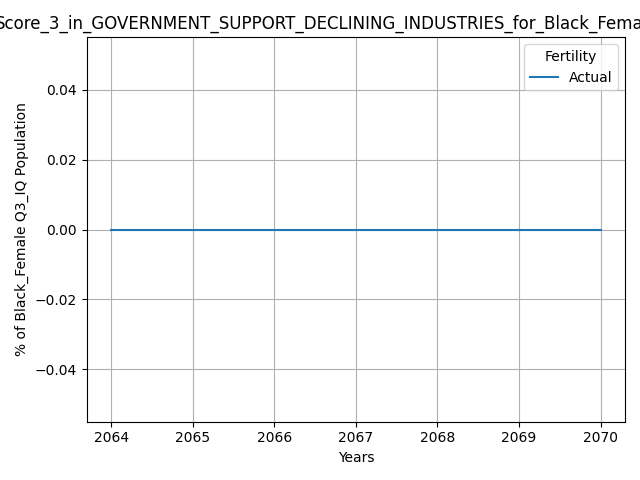 Score_3_in_GOVERNMENT_SUPPORT_DECLINING_INDUSTRIES_for_Black_Fema
Fertility
Actual
0.04
0.02
0.00
−0.02
−0.04
% of Black_Female Q3_IQ Population
2064 2065 2066 2067 2068 2069 2070
Years